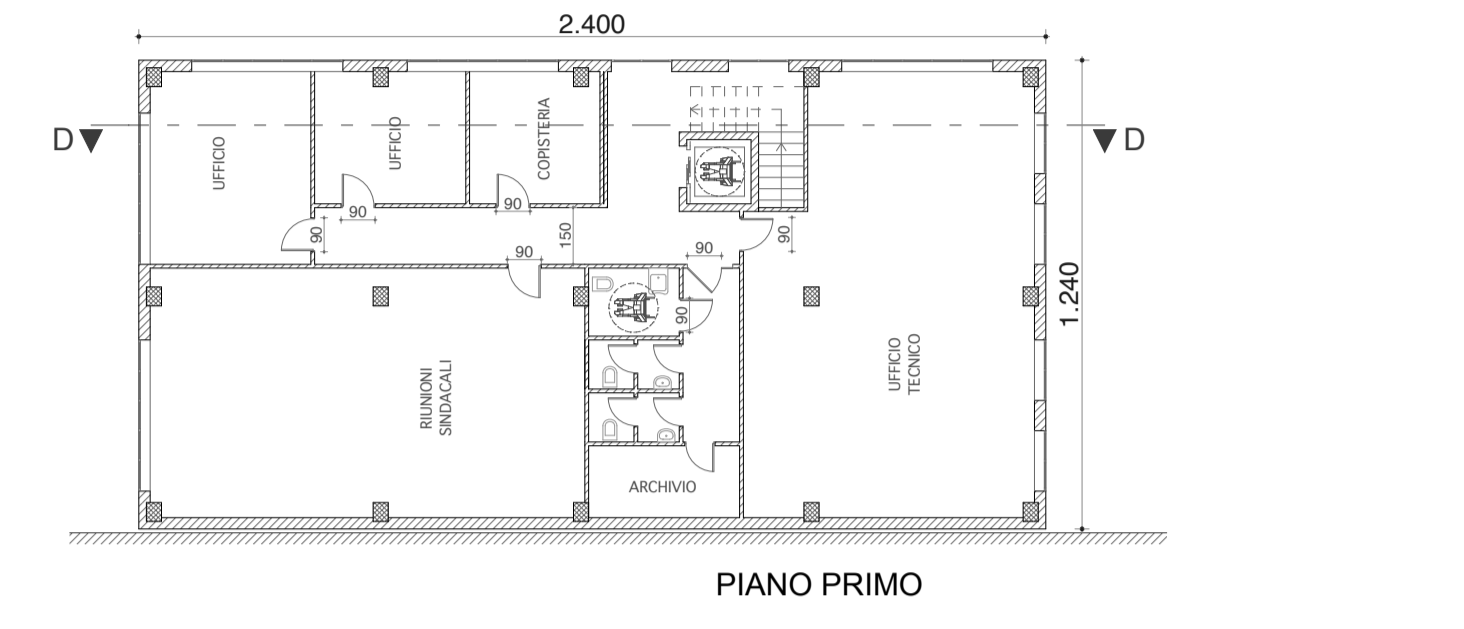 2.400
D
D
UFFICIO
UFFICIO
COPISTERIA
90
90
90
150
90
90
90
90
1.240
RIUNIONI
SINDACALI
UFFICIO
TECNICO
ARCHIVIO
PIANO PRIMO